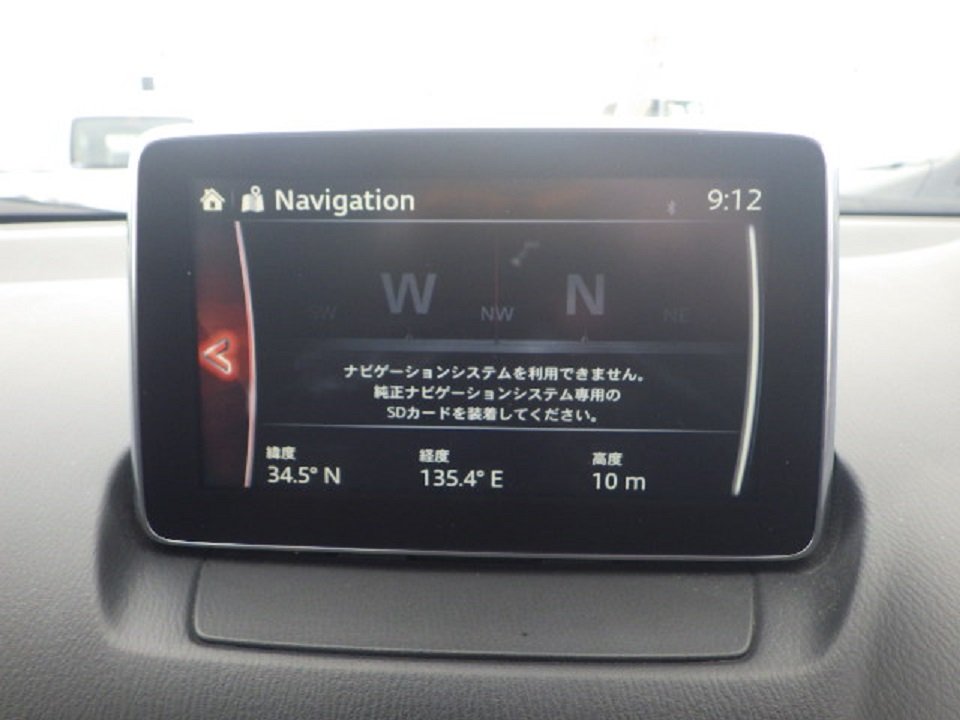 Navigation
9:12
W
N
NW
NE
ナビゲーションシステムを利用できません。
純正ナビゲーションシステム専用の
SDカードを装着してください。
緯度
経度
高度
34.5° N
135.4° E
10 m